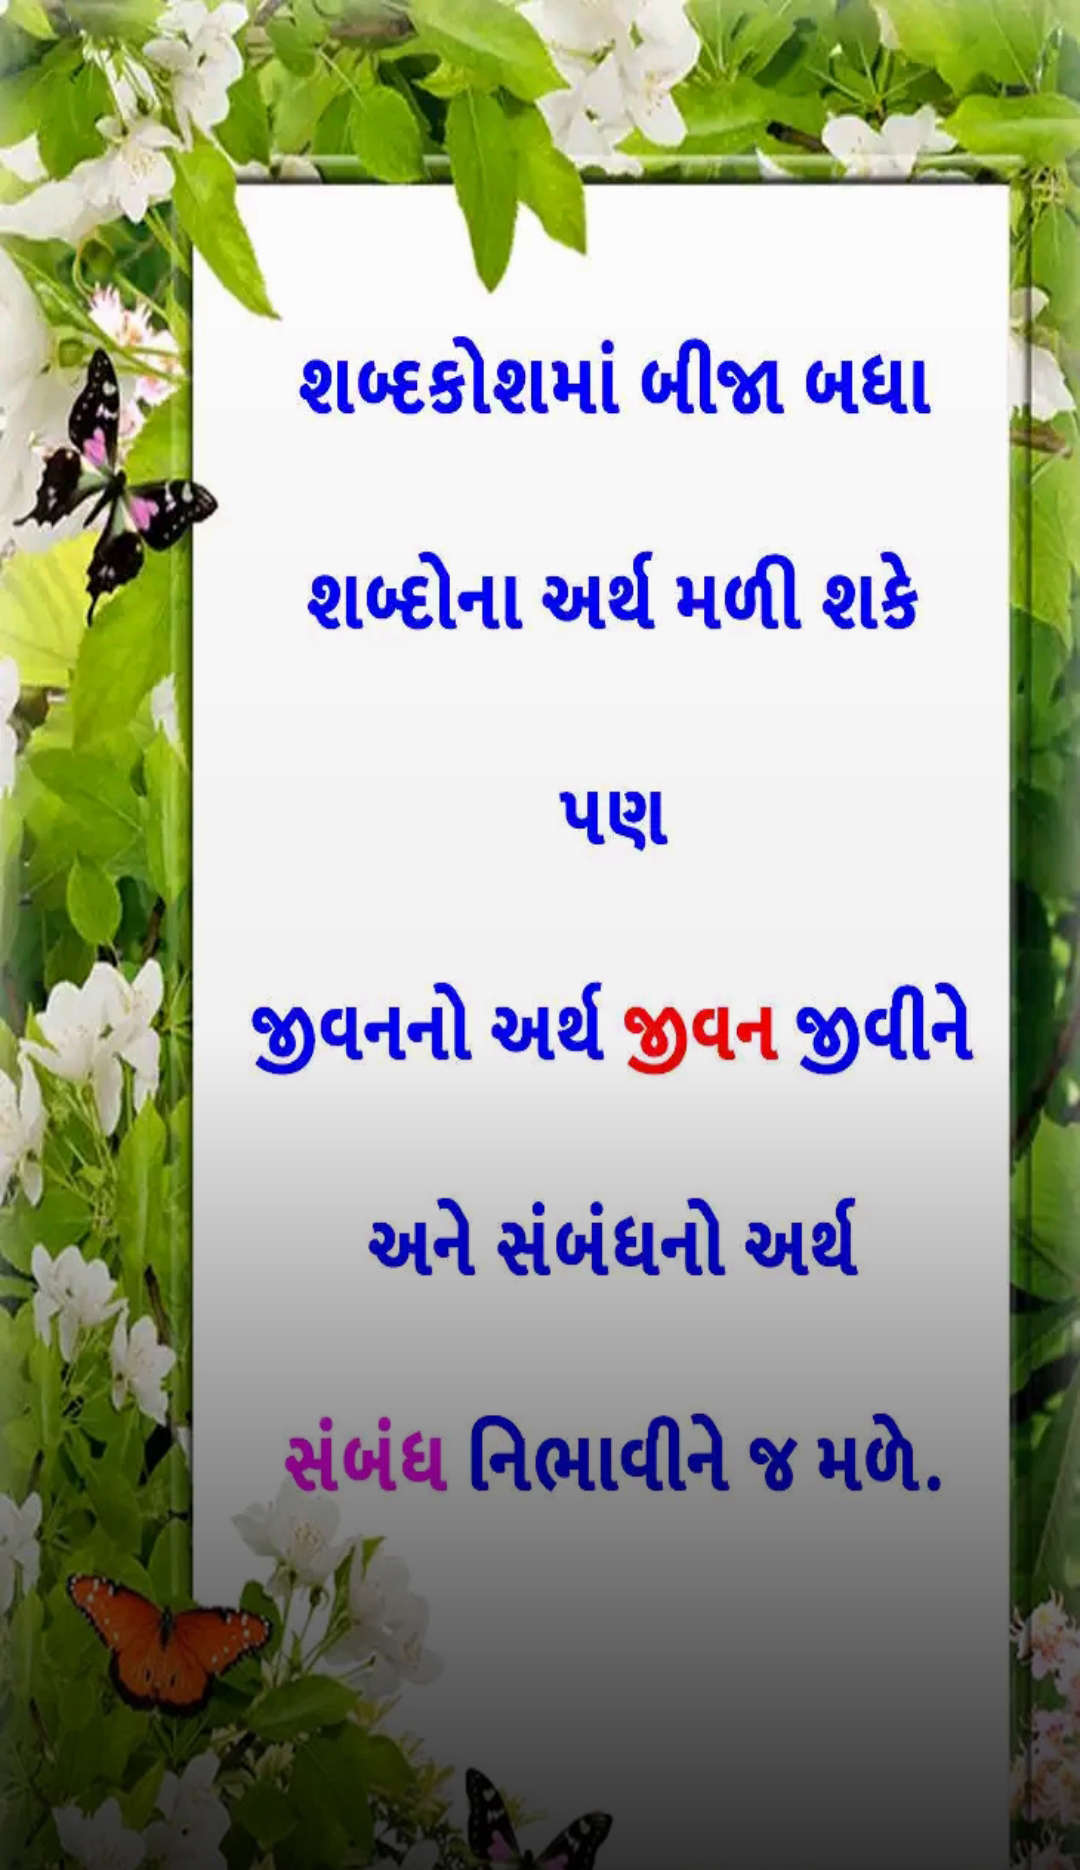 શબ્દકોશમાં બીજા બધા
શબ્દોના અર્થ મળી શકે
પણ
જીવનનો અર્થ જીવન જીવીને
અને સંબંધનો અર્થ
સંબંધ નિભાવીને જ મળે.